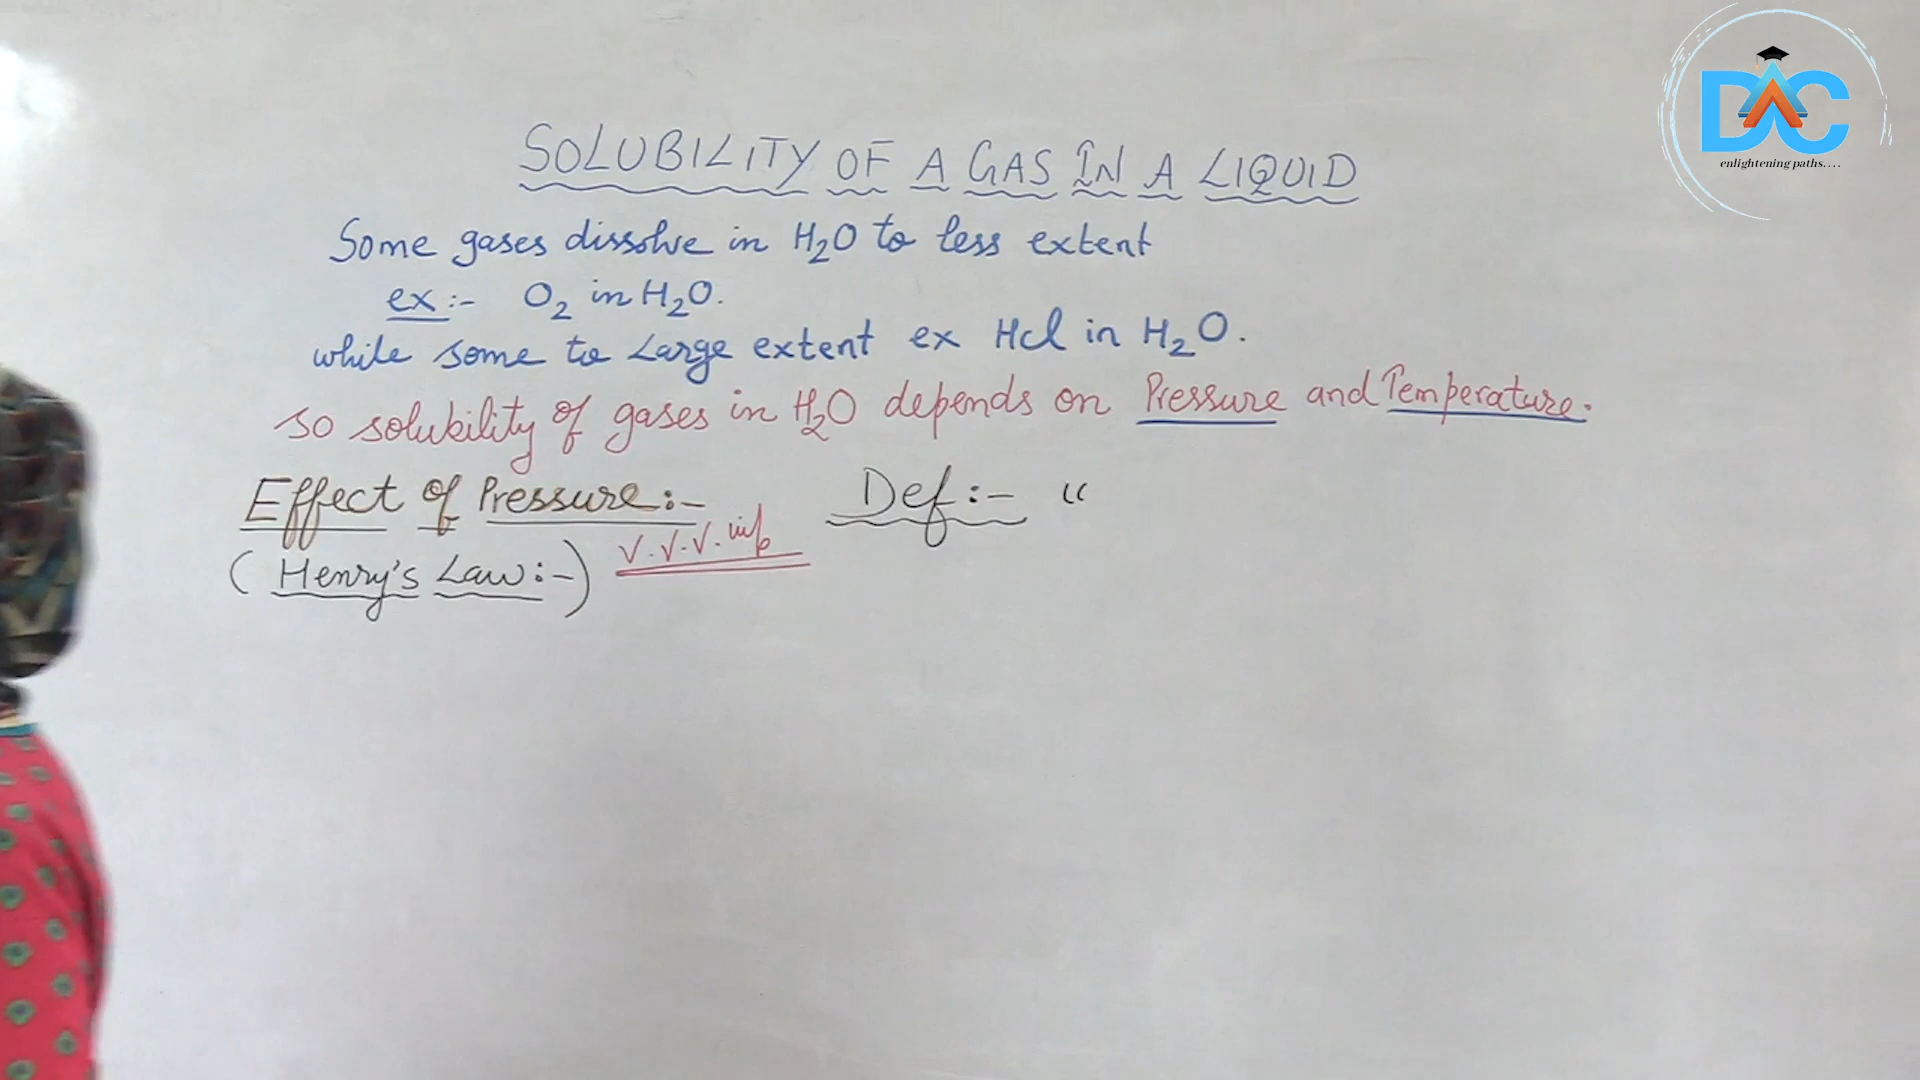 SOLUBILITY OF A GAS IN A LIQUID
Some gases dissolve in H₂O to less extent
ex :- O₂ in H₂O.
while some to Large extent ex Hcl in H₂O.
so solubility of gases in H₂O depends on Pressure and Temperature.
Effect of Pressure:-
(Henry's Law:-)
V.V.V. imp
Def :- "
DAC
enlightening paths....